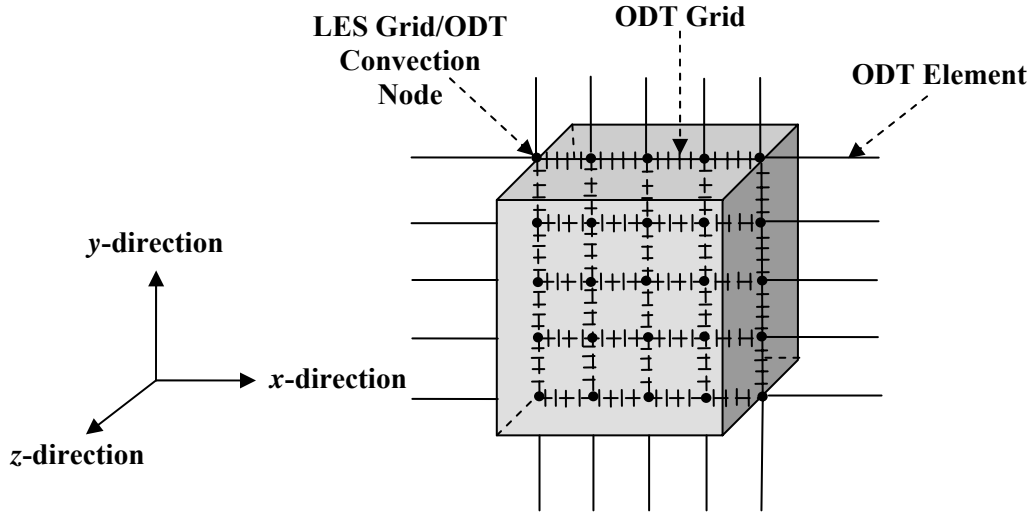 LES Grid/ODT
Convection
Node
ODT Grid
ODT Element
y-direction
x-direction
z-direction